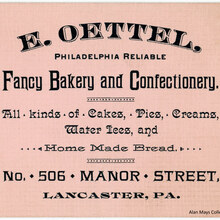 E. OETTEL.
PHILADELPHIA RELIABLE
Fancy Bakery and Confectionery.
All kinds of Cakes, Pies, Creams,
Water Ices, and
Home Made Bread.
No. 506 MANOR STREET,
LANCASTER, PA.
Alan Mays Colle